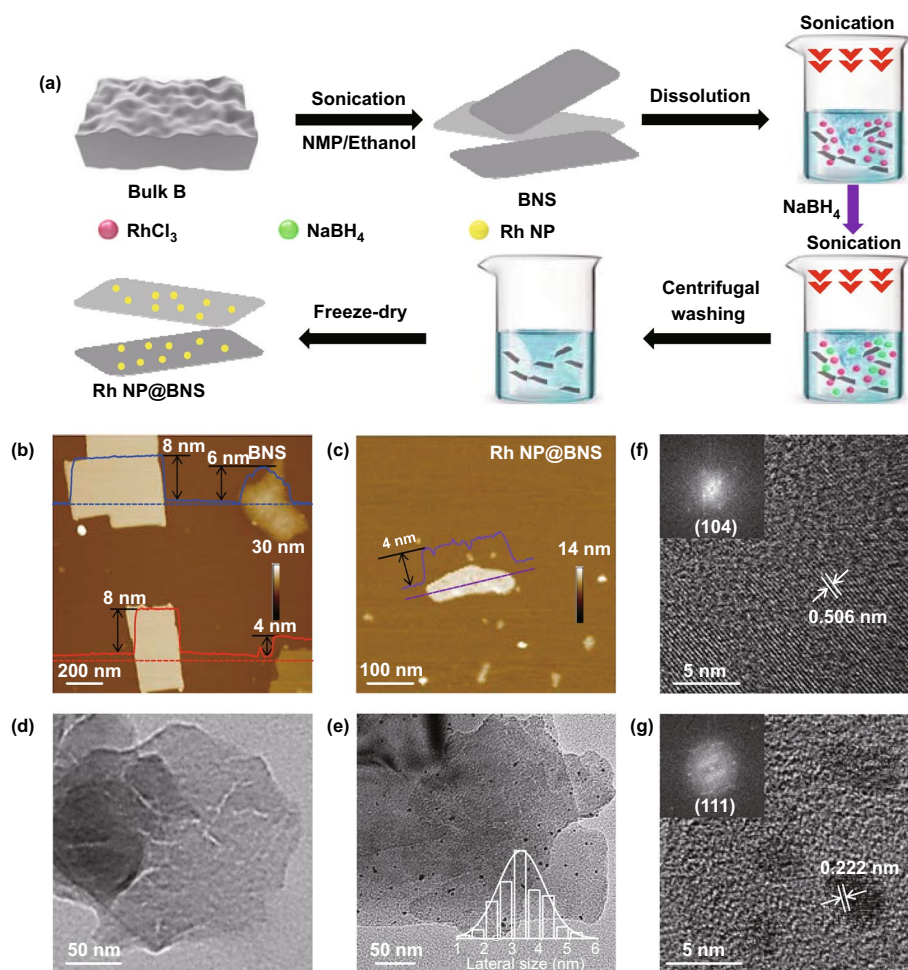 (a)
Bulk B
Sonication
NMP/Ethanol
BNS
Dissolution
Sonication
RhCl3
NaBH4
Rh NP
NaBH4
Sonication
Centrifugal
washing
Freeze-dry
Rh NP@BNS
(b)
8 nm
6 nm
BNS
30 nm
8 nm
4 nm
200 nm
(c)
Rh NP@BNS
4 nm
14 nm
100 nm
(f)
(104)
0.506 nm
5 nm
(d)
50 nm
(e)
50 nm
1 2 3 4 5 6
Lateral size (nm)
(g)
(111)
0.222 nm
5 nm